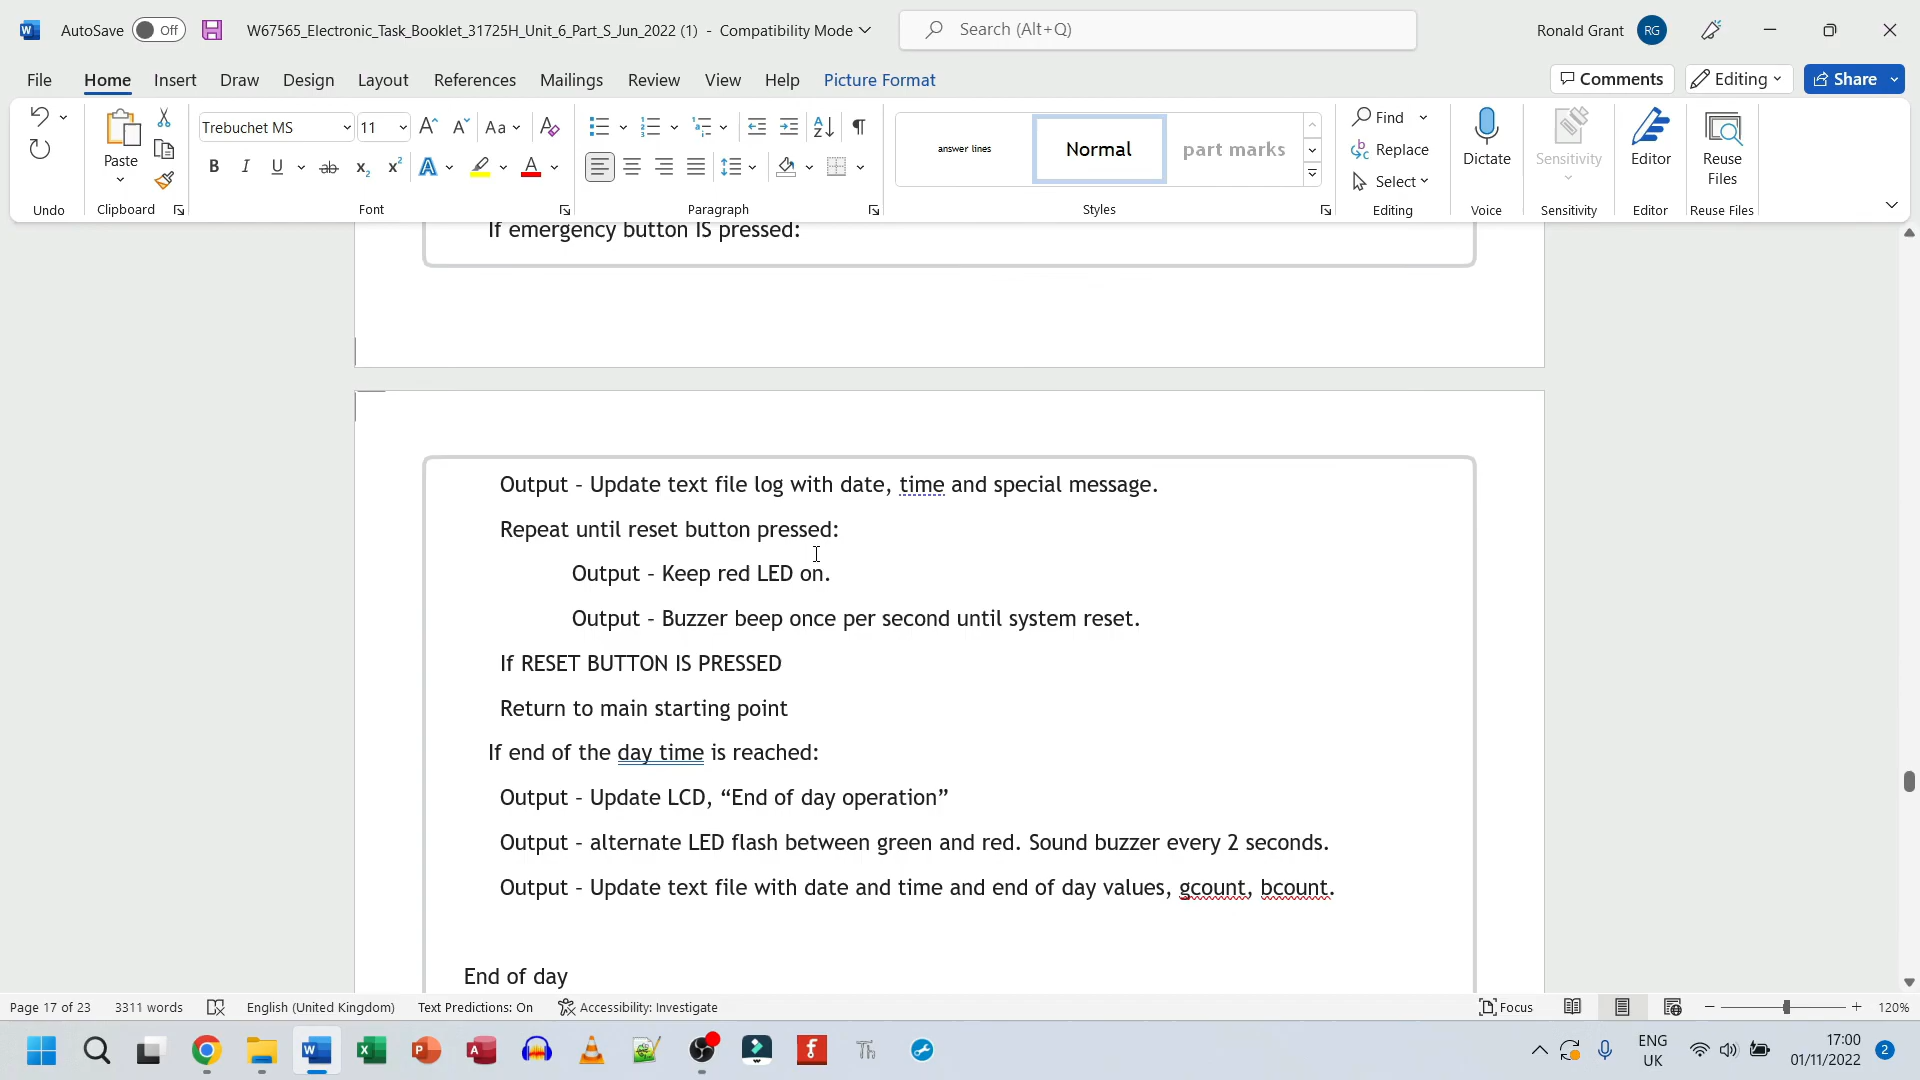 AutoSave Off W67565_Electronic_Task_Booklet_31725H_Unit_6_Part_S_Jun_2022 (1) - Compatibility Mode Search (Alt+Q) Ronald Grant RG
File Home Insert Draw Design Layout References Mailings Review View Help Picture Format Comments Editing Share
Trebuchet MS 11 Aa
Paste
B I U ab x₂ x² A A
Undo Clipboard Font Paragraph
answer lines Normal part marks
Styles
Find
Replace
Select
Editing
Dictate
Voice
Sensitivity
Sensitivity
Editor
Editor
Reuse Files
Reuse Files
If emergency button IS pressed:
Output - Update text file log with date, time and special message.
Repeat until reset button pressed:
Output - Keep red LED on.
Output - Buzzer beep once per second until system reset.
If RESET BUTTON IS PRESSED
Return to main starting point
If end of the day time is reached:
Output - Update LCD, “End of day operation”
Output - alternate LED flash between green and red. Sound buzzer every 2 seconds.
Output - Update text file with date and time and end of day values, gcount, bcount.
End of day
Page 17 of 23 3311 words English (United Kingdom) Text Predictions: On Accessibility: Investigate Focus 120%
ENG
UK
17:00
01/11/2022
2